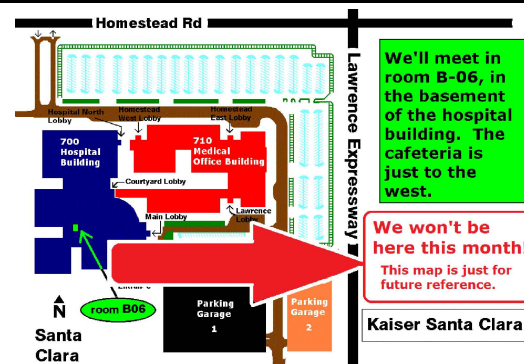 Homestead Rd
Lawrence Expressway
Hospital North
Lobby
Homestead
West Lobby
Homestead
East Lobby
700
Hospital
Building
710
Medical
Office Building
Courtyard Lobby
Main Lobby
Lawrence
room B06
N
Santa
Clara
Parking
Garage
1
Parking
Garage
2
We'll meet in
room B-06, in
the basement
of the hospital
building.  The
cafeteria is
just to the
west.
We won't be
here this month!
This map is just for
future reference.
Kaiser Santa Clara